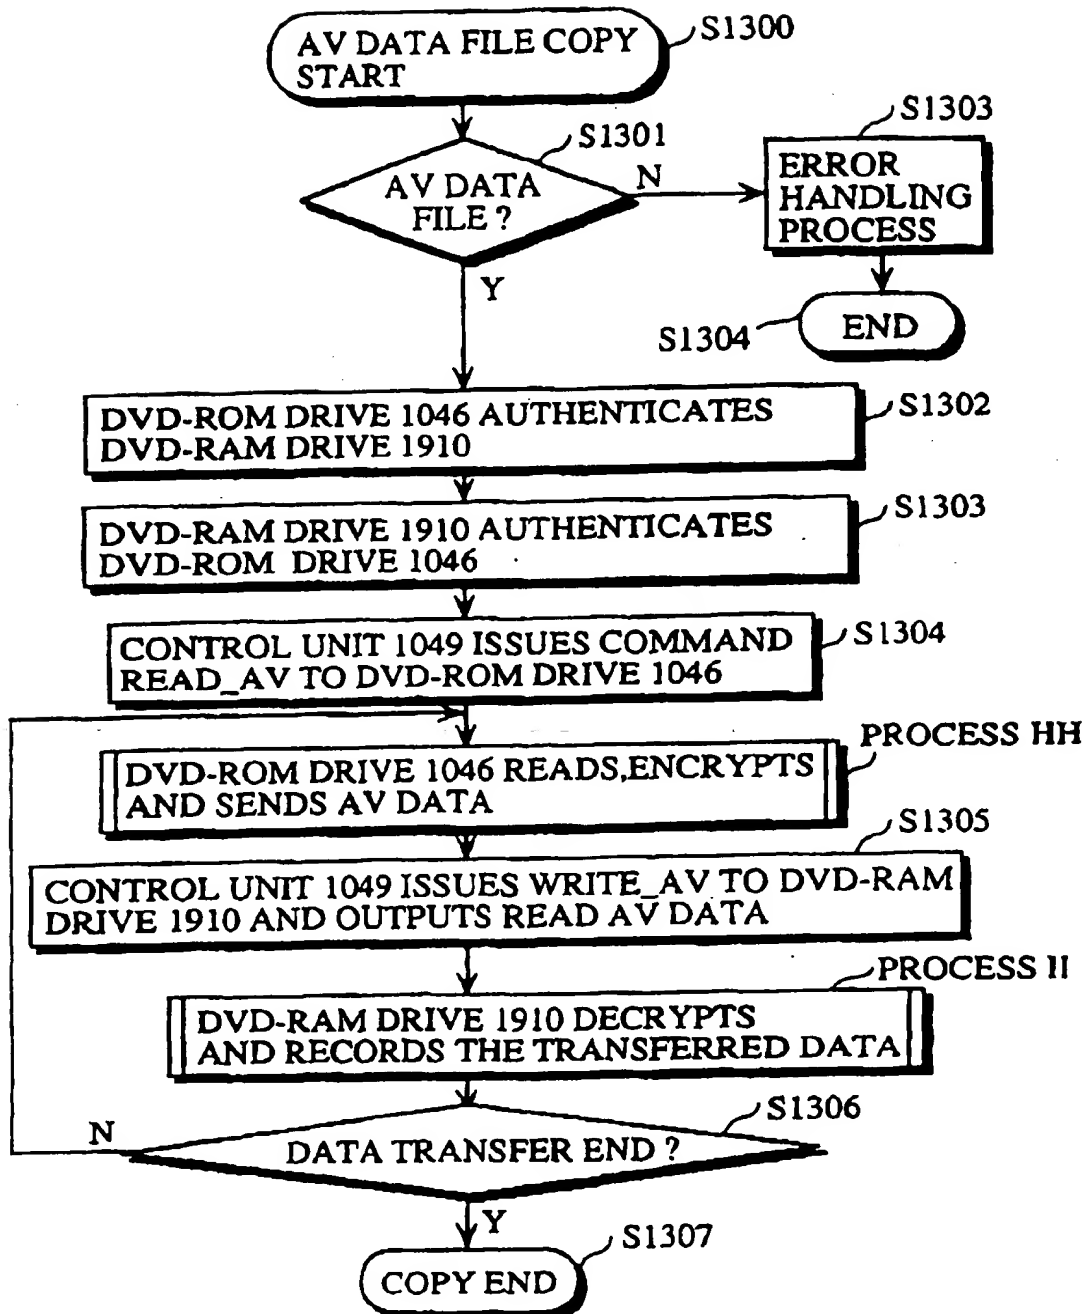 AV DATA FILE COPY
START
S1300
S1301
AV DATA
FILE ?
N
Y
S1303
ERROR
HANDLING
PROCESS
S1304
END
DVD-ROM DRIVE 1046 AUTHENTICATES
DVD-RAM DRIVE 1910
S1302
DVD-RAM DRIVE 1910 AUTHENTICATES
DVD-ROM DRIVE 1046
S1303
CONTROL UNIT 1049 ISSUES COMMAND
READ_AV TO DVD-ROM DRIVE 1046
S1304
PROCESS HH
DVD-ROM DRIVE 1046 READS,ENCRYPTS
AND SENDS AV DATA
S1305
CONTROL UNIT 1049 ISSUES WRITE_AV TO DVD-RAM
DRIVE 1910 AND OUTPUTS READ AV DATA
PROCESS II
DVD-RAM DRIVE 1910 DECRYPTS
AND RECORDS THE TRANSFERRED DATA
S1306
N
DATA TRANSFER END ?
Y
S1307
COPY END